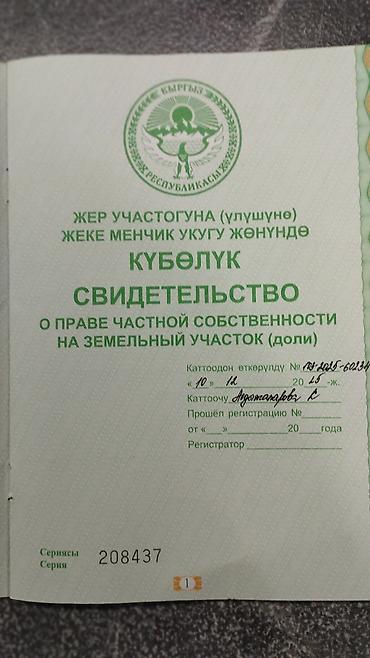 КЫРГЫЗ
РЕСПУБЛИКАСЫ
ЖЕР УЧАСТОГУНА (үлүшүнө)
ЖЕКЕ МЕНЧИК УКУГУ ЖӨНҮНДӨ
КҮБӨЛҮК
СВИДЕТЕЛЬСТВО
О ПРАВЕ ЧАСТНОЙ СОБСТВЕННОСТИ
НА ЗЕМЕЛЬНЫЙ УЧАСТОК (доли)
Каттоодон өткөрүлдү №
« 10 » 12 20 25 -ж.
Каттоочу
Прошёл регистрацию №
от « » 20 года
Регистратор
Сериясы
Серия 208437
1